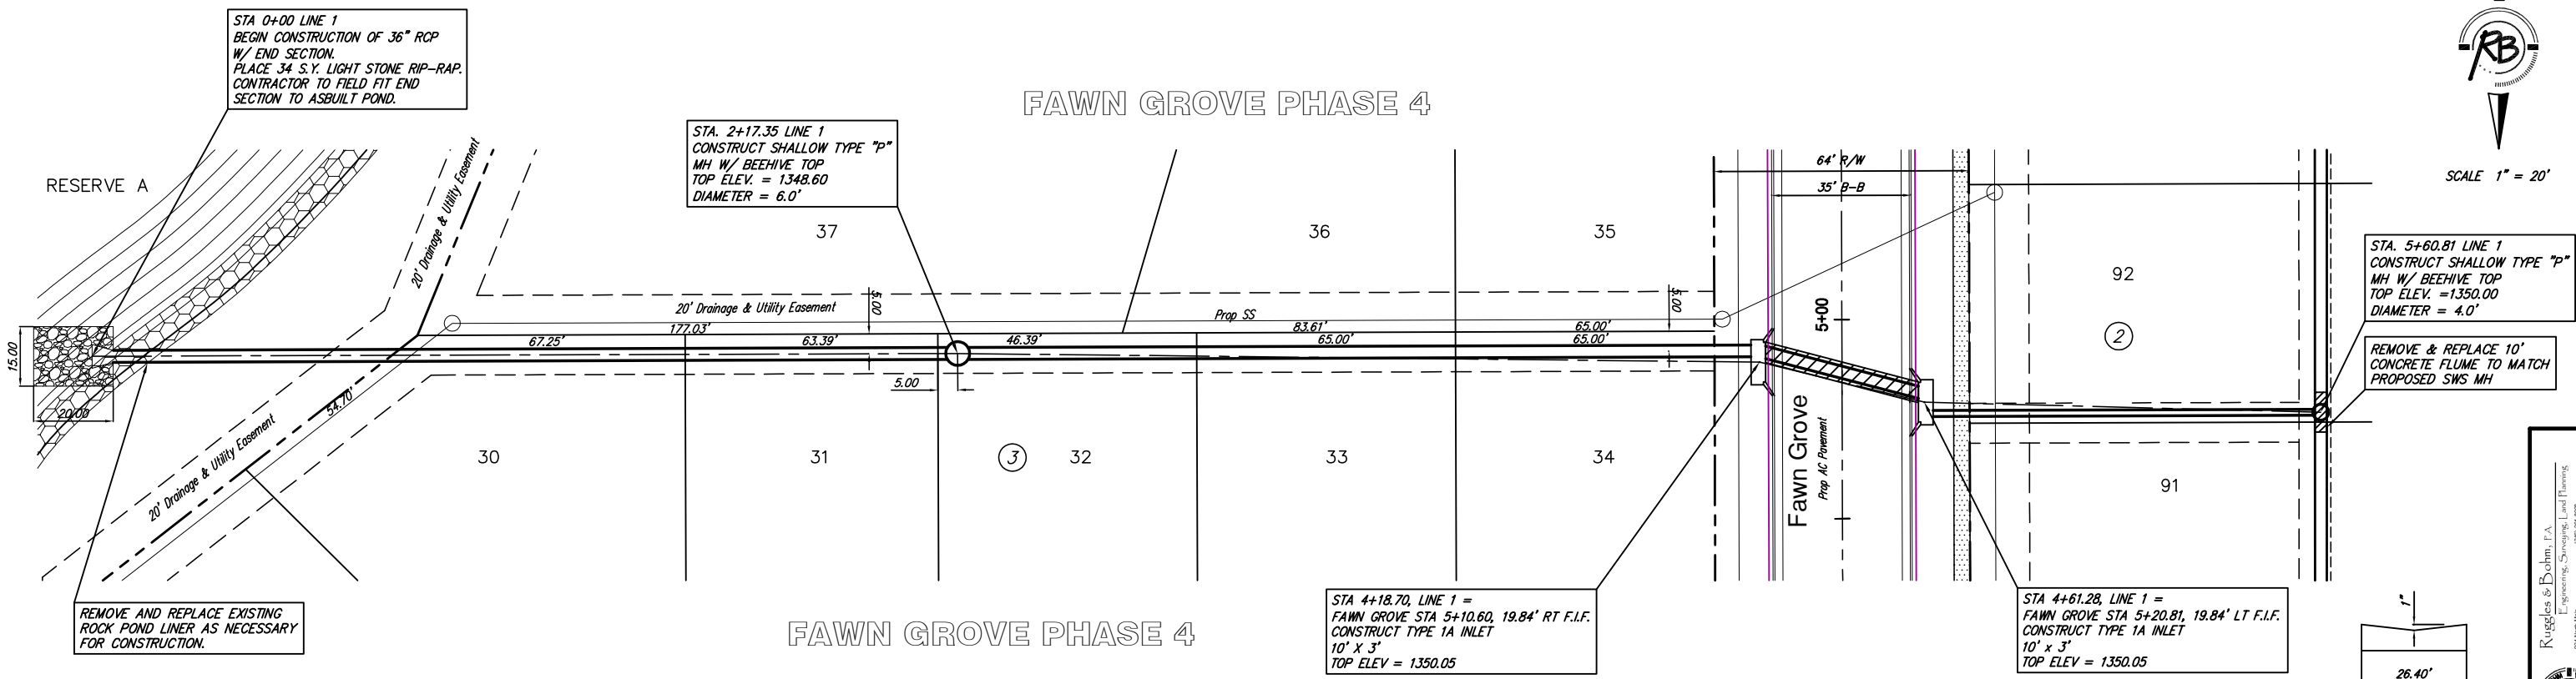 STA 0+00 LINE 1
BEGIN CONSTRUCTION OF 36" RCP
W/ END SECTION.
PLACE 34 S.Y. LIGHT STONE RIP-RAP.
CONTRACTOR TO FIELD FIT END
SECTION TO ASBUILT POND.
RB
SCALE 1" = 20'
FAWN GROVE PHASE 4
STA. 2+17.35 LINE 1
CONSTRUCT SHALLOW TYPE "P"
MH W/ BEEHIVE TOP
TOP ELEV. = 1348.60
DIAMETER = 6.0'
RESERVE A
20' Drainage & Utility Easement
64' R/W
35' B-B
37
36
35
92
2
STA. 5+60.81 LINE 1
CONSTRUCT SHALLOW TYPE "P"
MH W/ BEEHIVE TOP
TOP ELEV. =1350.00
DIAMETER = 4.0'
REMOVE & REPLACE 10'
CONCRETE FLUME TO MATCH
PROPOSED SWS MH
20' Drainage & Utility Easement
5.00
Prop SS
5.00
5+00
177.03'
83.61'
65.00'
67.25'
63.39'
46.39'
65.00'
65.00'
15.00
20.00
5.00
54.70'
20' Drainage & Utility Easement
30
31
3
32
33
34
Fawn Grove
Prop AC Pavement
91
REMOVE AND REPLACE EXISTING
ROCK POND LINER AS NECESSARY
FOR CONSTRUCTION.
FAWN GROVE PHASE 4
STA 4+18.70, LINE 1 =
FAWN GROVE STA 5+10.60, 19.84' RT F.I.F.
CONSTRUCT TYPE 1A INLET
10' X 3'
TOP ELEV = 1350.05
STA 4+61.28, LINE 1 =
FAWN GROVE STA 5+20.81, 19.84' LT F.I.F.
CONSTRUCT TYPE 1A INLET
10' x 3'
TOP ELEV = 1350.05
1"
26.40'
Ruggles & Bohm, P.A.
Engineering, Surveying, Land Planning